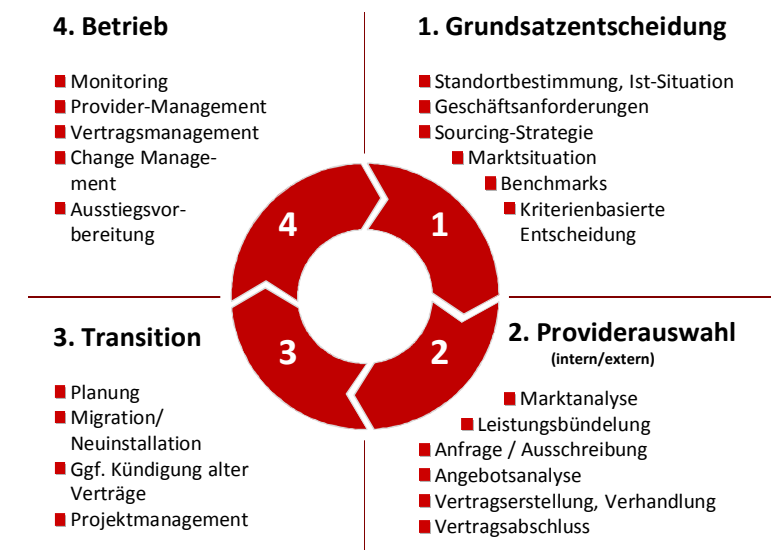 4. Betrieb
Monitoring
Provider-Management
Vertragsmanagement
Change Manage-
ment
Ausstiegsvor-
bereitung
1. Grundsatzentscheidung
Standortbestimmung, Ist-Situation
Geschäftsanforderungen
Sourcing-Strategie
Marktsituation
Benchmarks
Kriterienbasierte
Entscheidung
4
1
3
2
3. Transition
Planung
Migration/
Neuinstallation
Ggf. Kündigung alter
Verträge
Projektmanagement
2. Providerauswahl
(intern/extern)
Marktanalyse
Leistungsbündelung
Anfrage / Ausschreibung
Angebotsanalyse
Vertragserstellung, Verhandlung
Vertragsabschluss